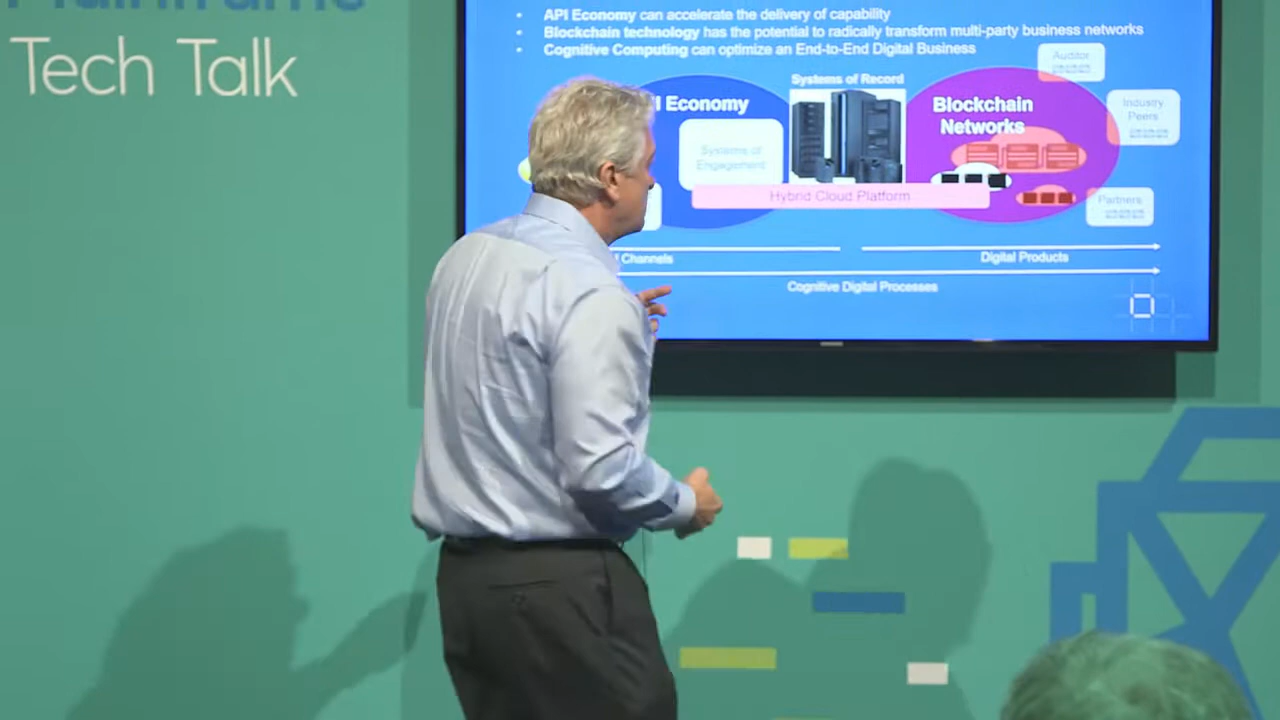 Mainframe
Tech Talk
• API Economy can accelerate the delivery of capability
• Blockchain technology has the potential to radically transform multi-party business networks
• Cognitive Computing can optimize an End-to-End Digital Business
Auditor
Systems of Record
I Economy
Blockchain
Networks
Industry
Peers
Systems of
Engagement
Hybrid Cloud Platform
Partners
Channels
Digital Products
Cognitive Digital Processes